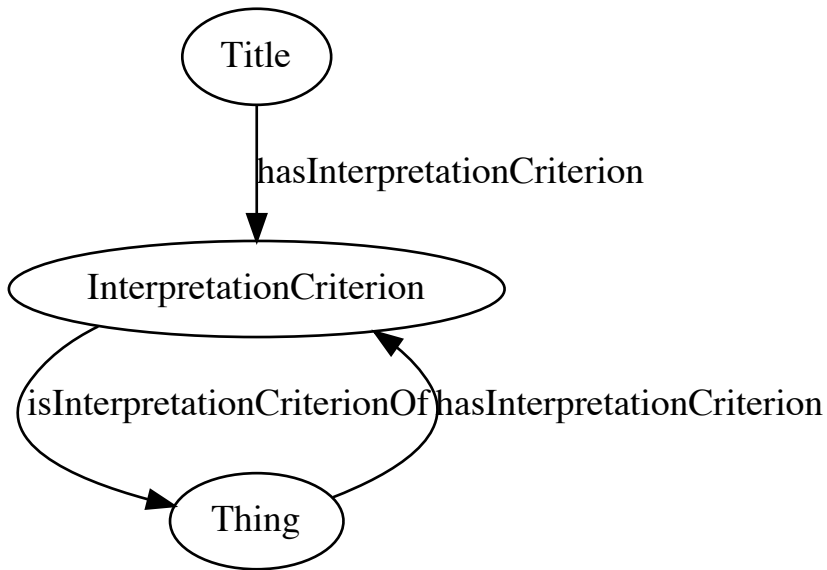 Title
hasInterpretationCriterion
InterpretationCriterion
isInterpretationCriterionOf hasInterpretationCriterion
Thing